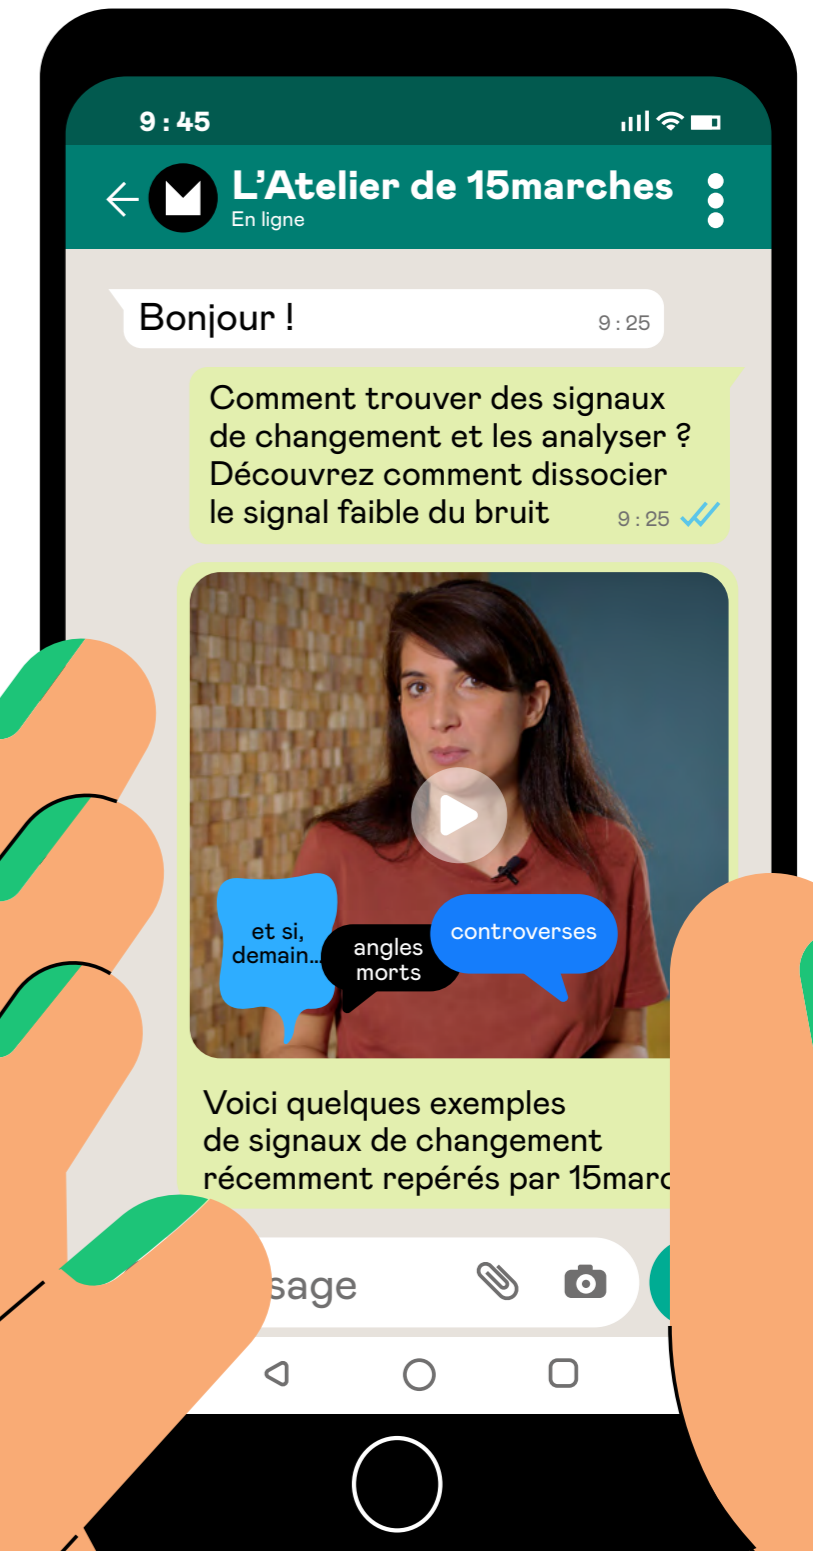 9:45
L’Atelier de 15marches
En ligne
Bonjour !
9:25
Comment trouver des signaux
de changement et les analyser ?
Découvrez comment dissocier
le signal faible du bruit
9:25
et si,
demain...
angles
morts
controverses
Voici quelques exemples
de signaux de changement
récemment repérés par